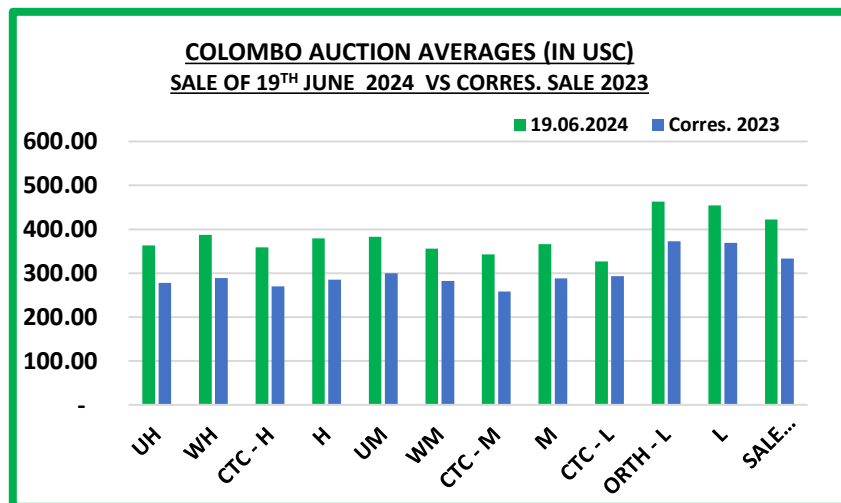 COLOMBO AUCTION AVERAGES (IN USC)
SALE OF 19TH JUNE 2024 VS CORRES. SALE 2023
19.06.2024 Corres. 2023
600.00
500.00
400.00
300.00
200.00
100.00
-
UH WH CTC - H H UM WM CTC - M M CTC - L ORTH - L L SALE...